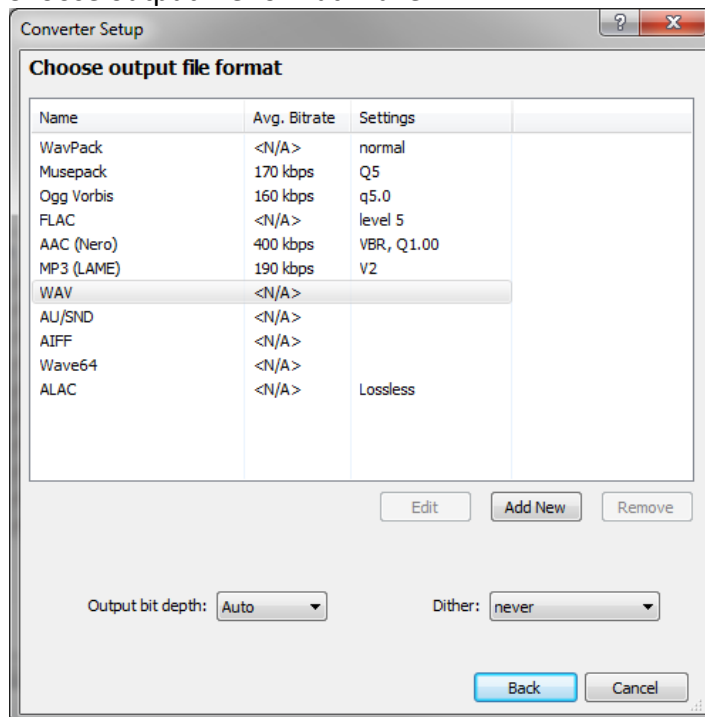 Converter Setup
Choose output file format
Name Avg. Bitrate Settings
WavPack <N/A> normal
Musepack 170 kbps Q5
Ogg Vorbis 160 kbps q5.0
FLAC <N/A> level 5
AAC (Nero) 400 kbps VBR, Q1.00
MP3 (LAME) 190 kbps V2
WAV <N/A>
AU/SND <N/A>
AIFF <N/A>
Wave64 <N/A>
ALAC <N/A> Lossless
Edit Add New Remove
Output bit depth: Auto Dither: never
Back Cancel